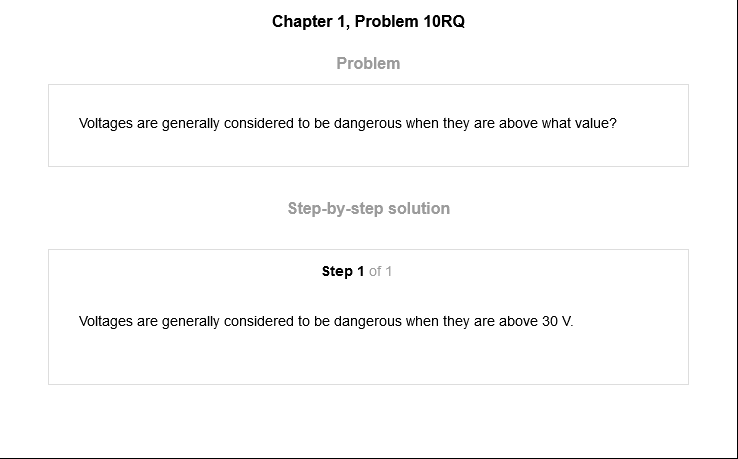 Chapter 1, Problem 10RQ
Problem
Voltages are generally considered to be dangerous when they are above what value?
Step-by-step solution
Step 1 of 1
Voltages are generally considered to be dangerous when they are above 30 V.